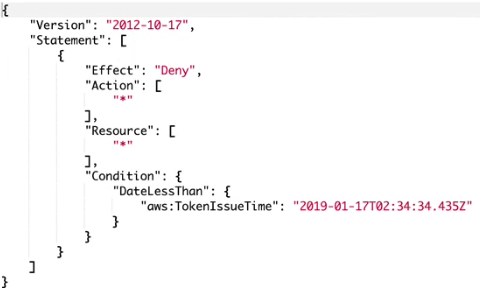 {
    "Version": "2012-10-17",
    "Statement": [
        {
            "Effect": "Deny",
            "Action": [
                "*"
            ],
            "Resource": [
                "*"
            ],
            "Condition": {
                "DateLessThan": {
                    "aws:TokenIssueTime": "2019-01-17T02:34:34.435Z"
                }
            }
        }
    ]
}